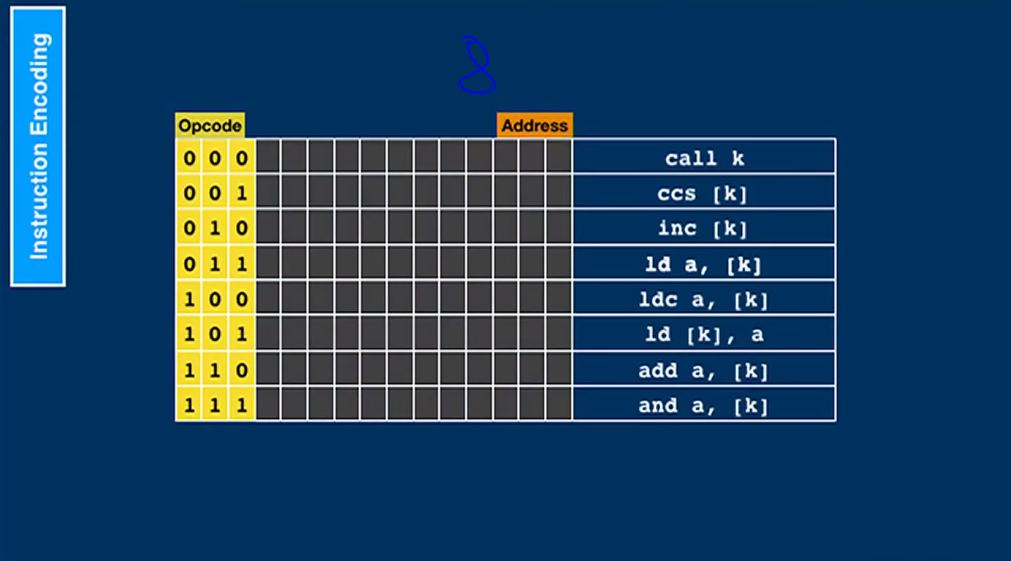 Instruction Encoding
8
Opcode Address
0 0 0 call k
0 0 1 ccs [k]
0 1 0 inc [k]
0 1 1 ld a, [k]
1 0 0 ldc a, [k]
1 0 1 ld [k], a
1 1 0 add a, [k]
1 1 1 and a, [k]